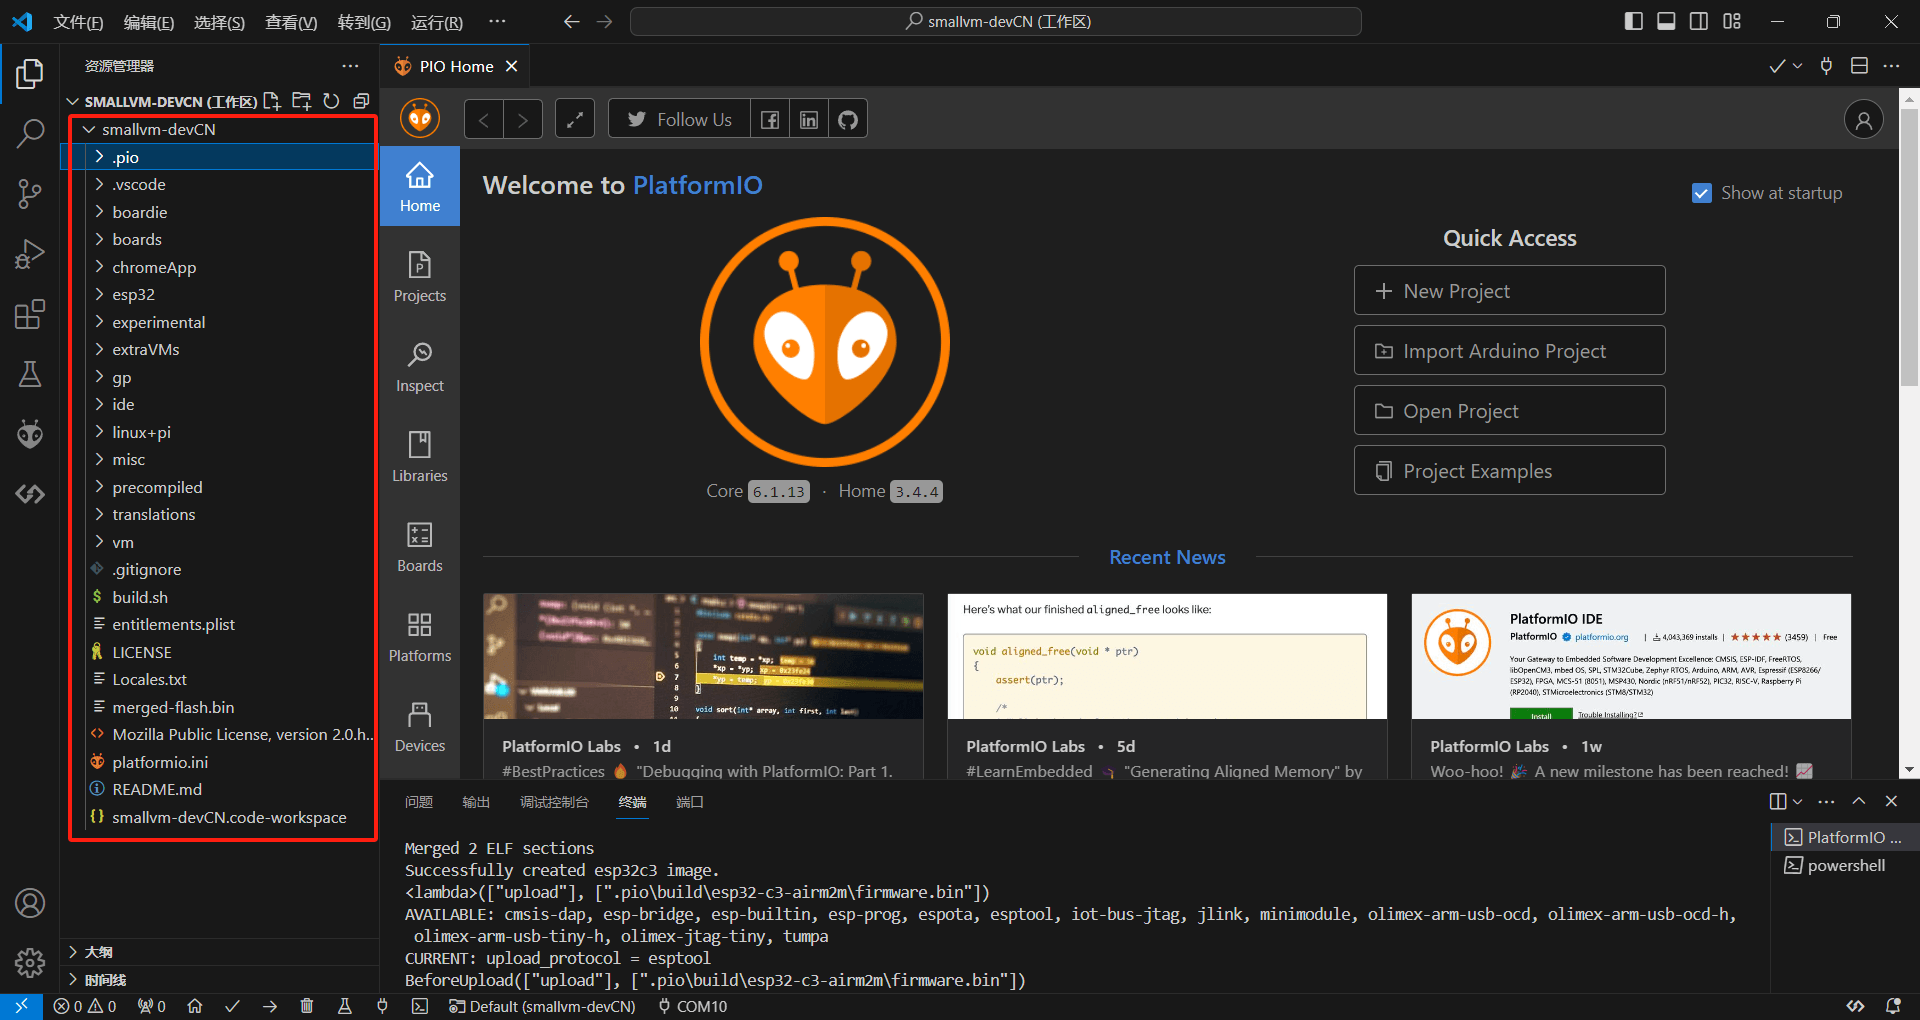 文件(F) 编辑(E) 选择(S) 查看(V) 转到(G) 运行(R) ···
smallvm-devCN (工作区)
资源管理器
SMALLVM-DEVCN (工作区)
smallvm-devCN
.pio
.vscode
boardie
boards
chromeApp
esp32
experimental
extraVMs
gp
ide
linux+pi
misc
precompiled
translations
vm
.gitignore
build.sh
entitlements.plist
LICENSE
Locales.txt
merged-flash.bin
Mozilla Public License, version 2.0.h...
platformio.ini
README.md
smallvm-devCN.code-workspace
大纲
时间线
PIO Home
Follow Us
Home
Projects
Inspect
Libraries
Boards
Platforms
Devices
Welcome to PlatformIO
Show at startup
Core 6.1.13 · Home 3.4.4
Quick Access
New Project
Import Arduino Project
Open Project
Project Examples
Recent News
int temp = *xp;
*xp = *yp;
*yp = temp;
void sort(int* array, int first, int last)
PlatformIO Labs • 1d
#BestPractices 🔥 "Debugging with PlatformIO: Part 1.
Here's what our finished aligned_free looks like:
void aligned_free(void * ptr)
{
assert(ptr);
/*
PlatformIO Labs • 5d
#LearnEmbedded "Generating Aligned Memory" by
PlatformIO IDE
PlatformIO platformio.org | 4,043,369 installs | ★★★★★ (3459) | Free
Your Gateway to Embedded Software Development Excellence: CMSIS, ESP-IDF, FreeRTOS,
libOpenCM3, mbed OS, SPL, STM32Cube, Zephyr RTOS, Arduino, ARM, AVR, Espressif (ESP8266/
ESP32), FPGA, MCS-51 (8051), MSP430, Nordic (nRF51/nRF52), PIC32, RISC-V, Raspberry Pi
(RP2040), STMicroelectronics (STM8/STM32)
Install Trouble Installing?
PlatformIO Labs • 1w
Woo-hoo! 🎉 A new milestone has been reached! 📈
问题 输出 调试控制台 终端 端口
Merged 2 ELF sections
Successfully created esp32c3 image.
<lambda>(["upload"], [".pio\build\esp32-c3-airm2m\firmware.bin"])
AVAILABLE: cmsis-dap, esp-bridge, esp-builtin, esp-prog, espota, esptool, iot-bus-jtag, jlink, minimodule, olimex-arm-usb-ocd, olimex-arm-usb-ocd-h,
olimex-arm-usb-tiny-h, olimex-jtag-tiny, tumpa
CURRENT: upload_protocol = esptool
BeforeUpload(["upload"], [".pio\build\esp32-c3-airm2m\firmware.bin"])
PlatformIO ...
powershell
0 0 0 Default (smallvm-devCN) COM10